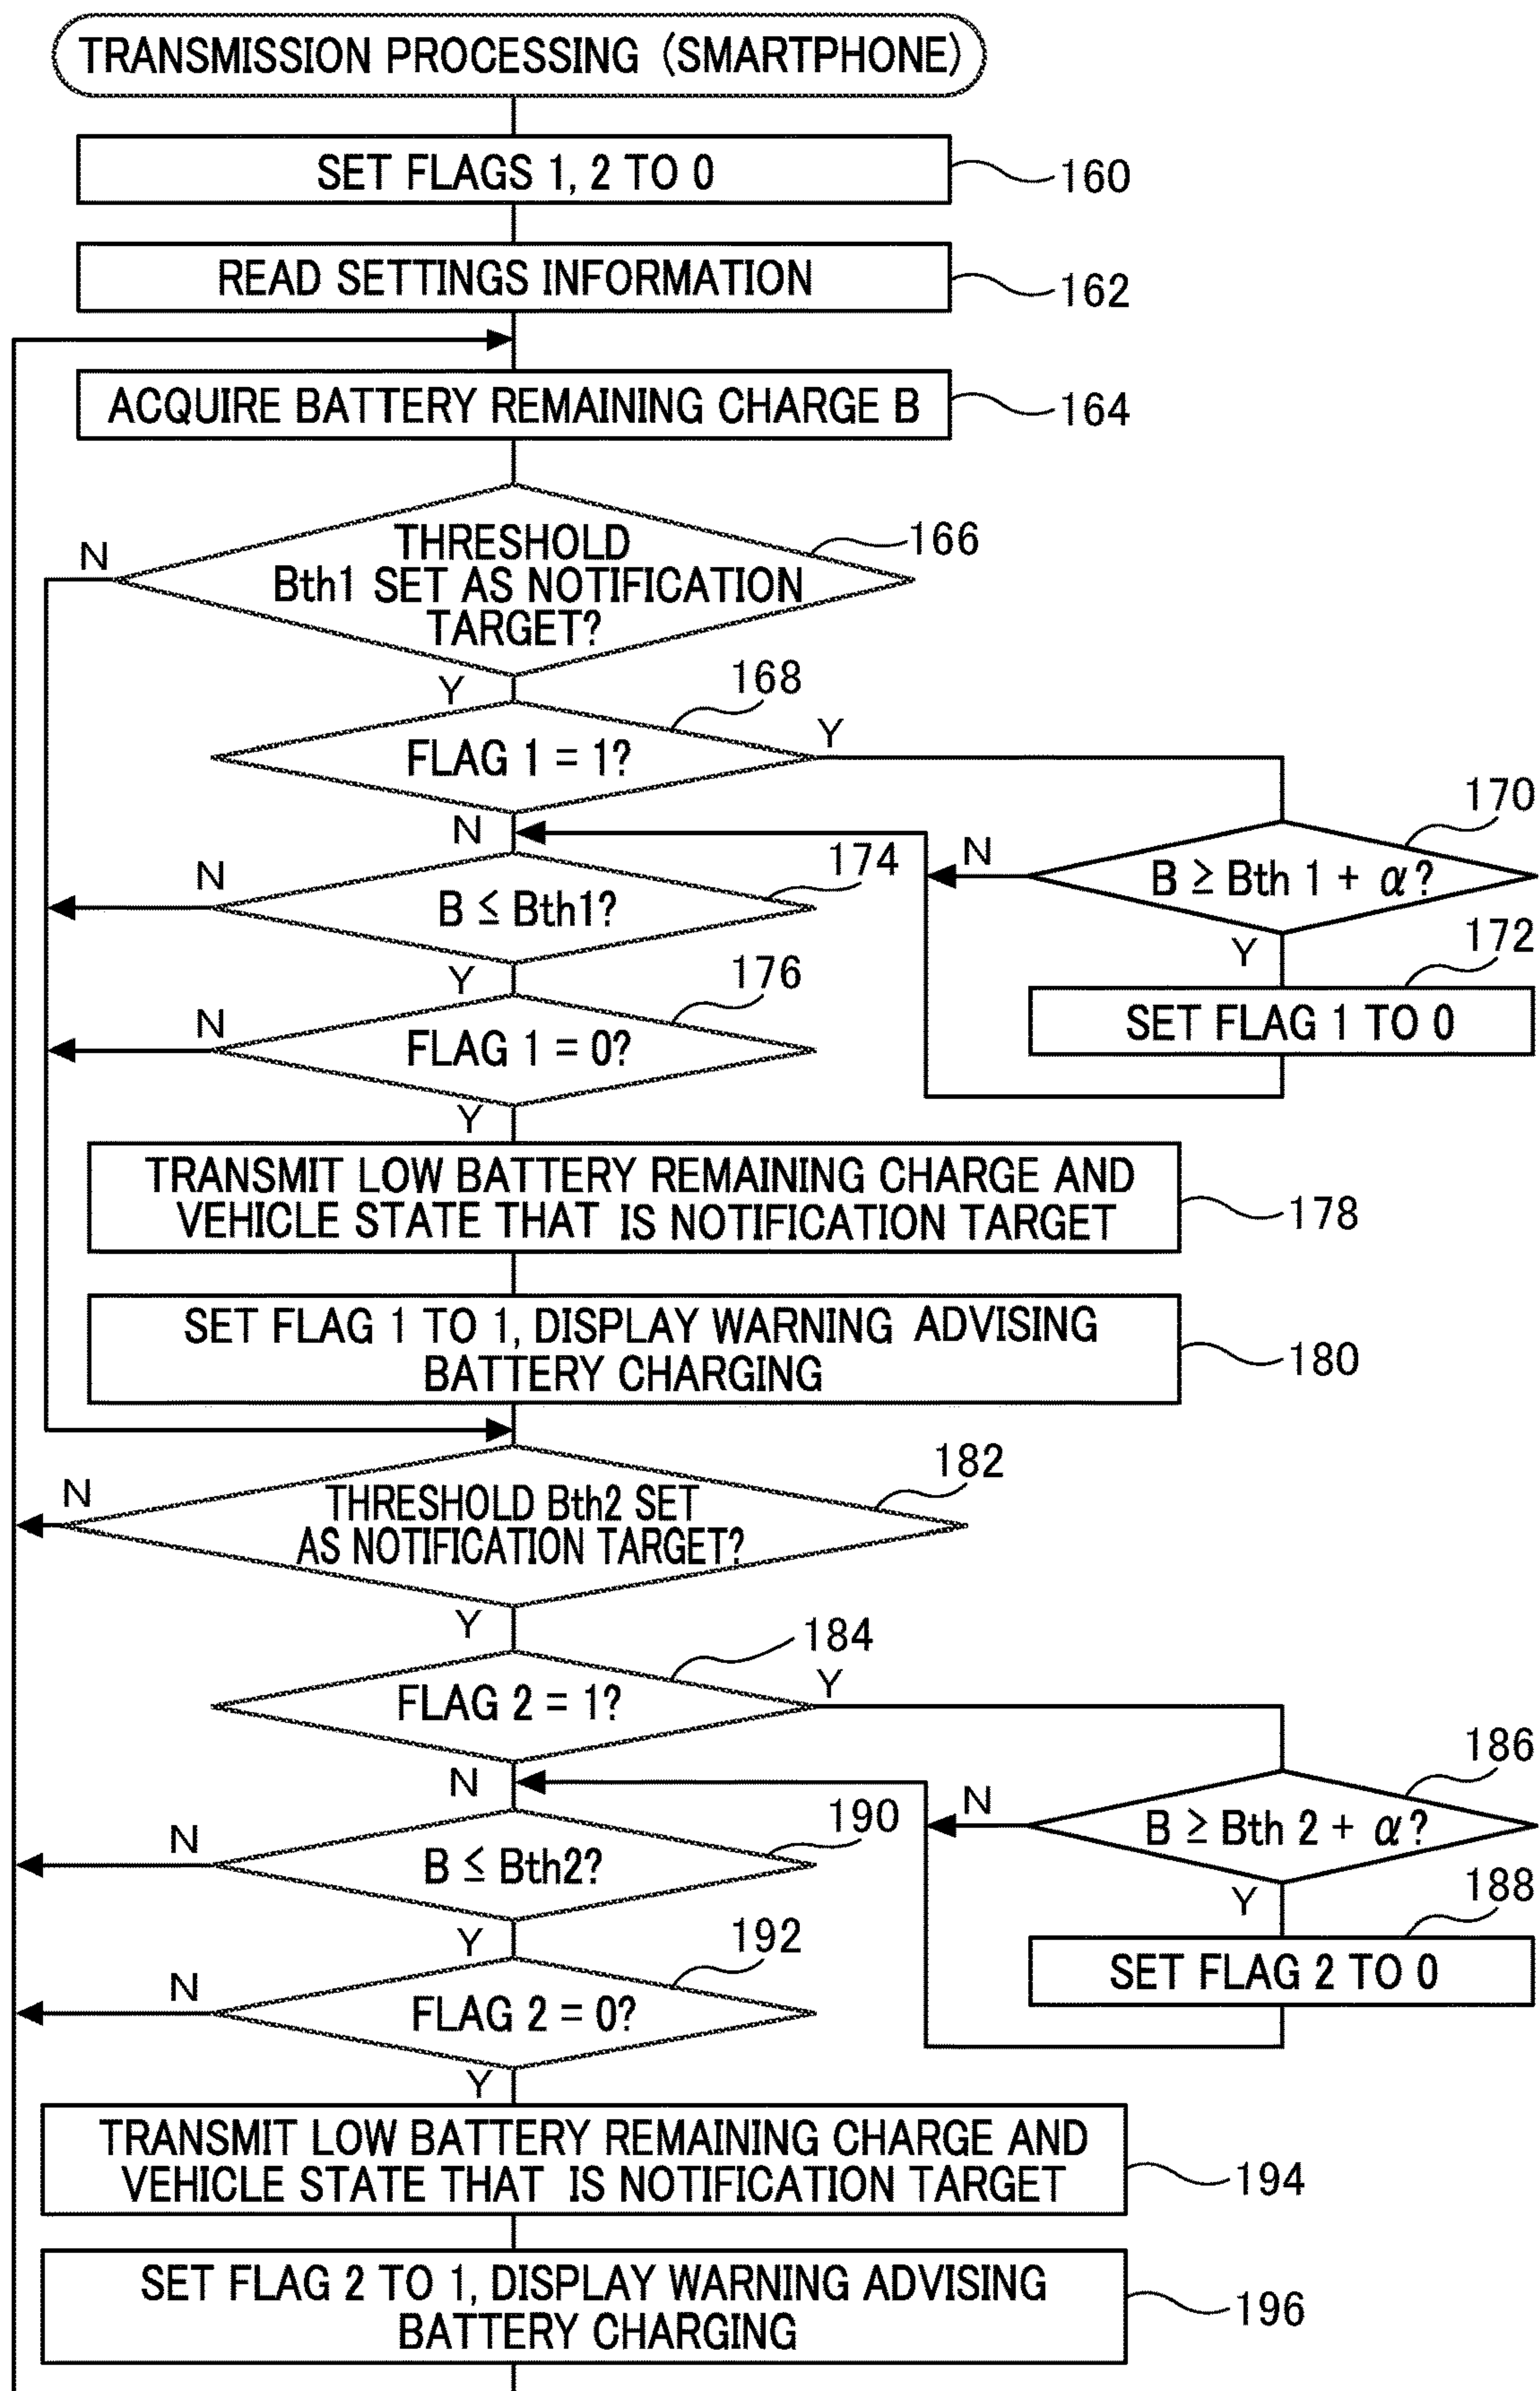 TRANSMISSION PROCESSING (SMARTPHONE)
SET FLAGS 1, 2 TO 0
160
READ SETTINGS INFORMATION
162
ACQUIRE BATTERY REMAINING CHARGE B
164
THRESHOLD
Bth1 SET AS NOTIFICATION
TARGET?
166
N
Y
168
FLAG 1 = 1?
Y
N
170
B ≥ Bth 1 + α?
N
Y
172
SET FLAG 1 TO 0
174
B ≤ Bth1?
N
Y
176
FLAG 1 = 0?
N
Y
TRANSMIT LOW BATTERY REMAINING CHARGE AND
VEHICLE STATE THAT IS NOTIFICATION TARGET
178
SET FLAG 1 TO 1, DISPLAY WARNING ADVISING
BATTERY CHARGING
180
182
THRESHOLD Bth2 SET
AS NOTIFICATION TARGET?
N
Y
184
FLAG 2 = 1?
Y
N
186
B ≥ Bth 2 + α?
N
Y
188
SET FLAG 2 TO 0
190
B ≤ Bth2?
N
Y
192
FLAG 2 = 0?
N
Y
TRANSMIT LOW BATTERY REMAINING CHARGE AND
VEHICLE STATE THAT IS NOTIFICATION TARGET
194
SET FLAG 2 TO 1, DISPLAY WARNING ADVISING
BATTERY CHARGING
196